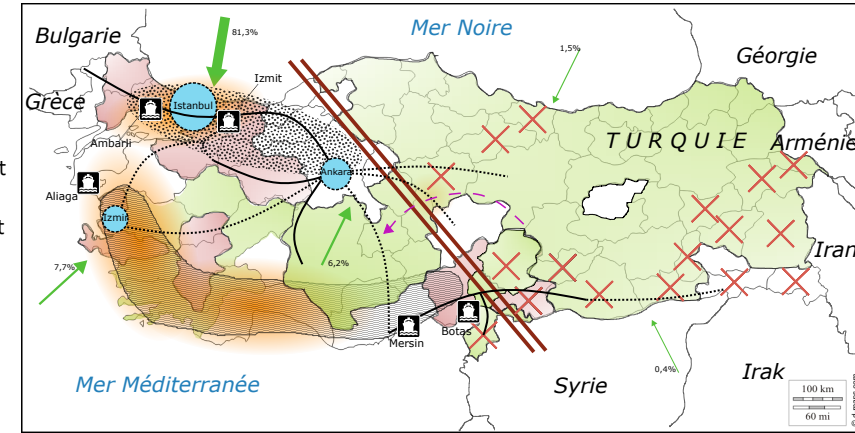 Bulgarie
Mer Noire
81,3%
1,5%
Géorgie
Izmit
Grèce
Istanbul
Ambarli
TURQUIE
Arménie
t
Ankara
Aliaga
Izmir
t
Iran
7,7%
6,2%
Mersin
Botas
0,4%
Mer Méditerranée
Syrie
Irak
100 km
60 mi